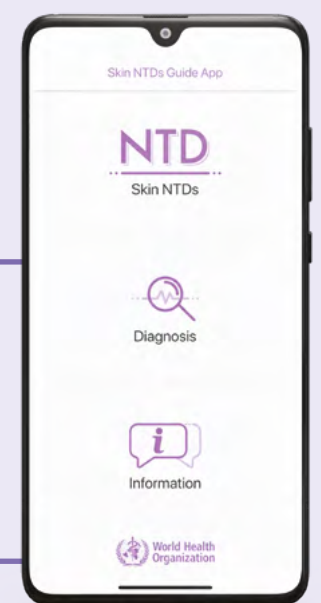 Skin NTDs Guide App
NTD
Skin NTDs
Diagnosis
i
Information
World Health
Organization